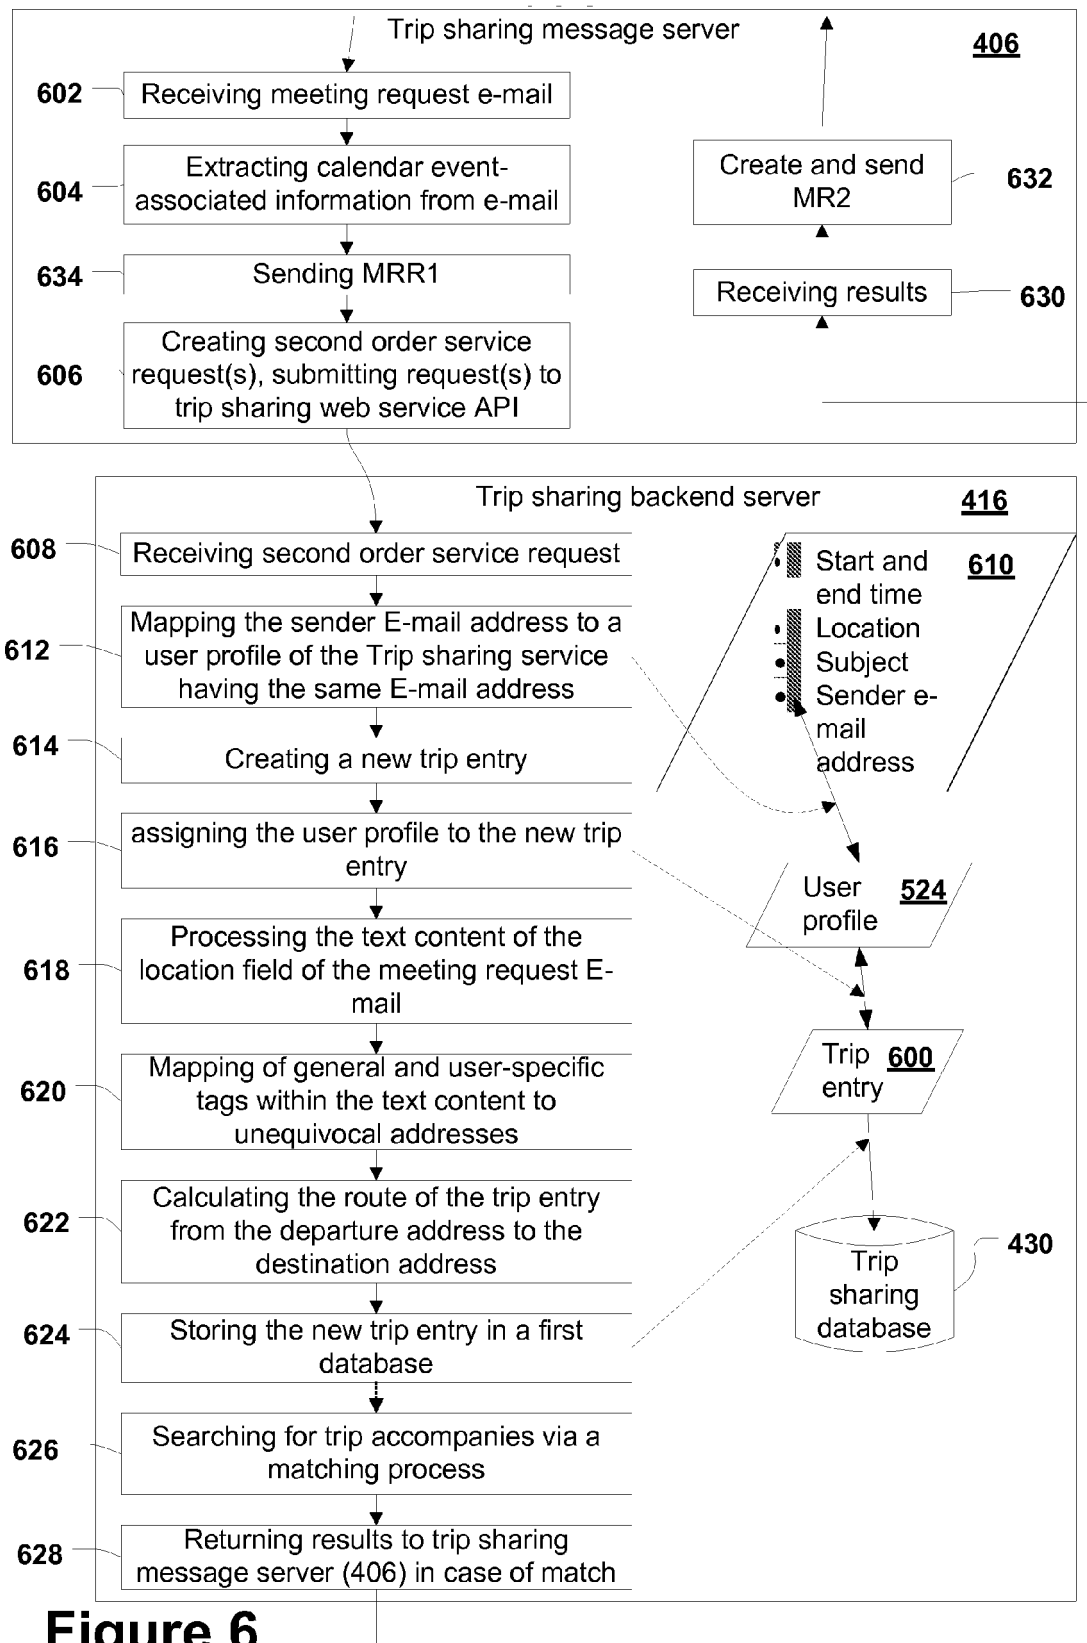 Trip sharing message server
406
602
Receiving meeting request e-mail
604
Extracting calendar event-
associated information from e-mail
634
Sending MRR1
606
Creating second order service
request(s), submitting request(s) to
trip sharing web service API
Create and send
MR2
632
Receiving results
630
Trip sharing backend server
416
608
Receiving second order service request
612
Mapping the sender E-mail address to a
user profile of the Trip sharing service
having the same E-mail address
614
Creating a new trip entry
616
assigning the user profile to the new trip
entry
618
Processing the text content of the
location field of the meeting request E-
mail
620
Mapping of general and user-specific
tags within the text content to
unequivocal addresses
622
Calculating the route of the trip entry
from the departure address to the
destination address
624
Storing the new trip entry in a first
database
626
Searching for trip accompanies via a
matching process
628
Returning results to trip sharing
message server (406) in case of match
610
Start and
end time
Location
Subject
Sender e-
mail
address
User
profile
524
Trip
entry
600
Trip
sharing
database
430
Figure 6